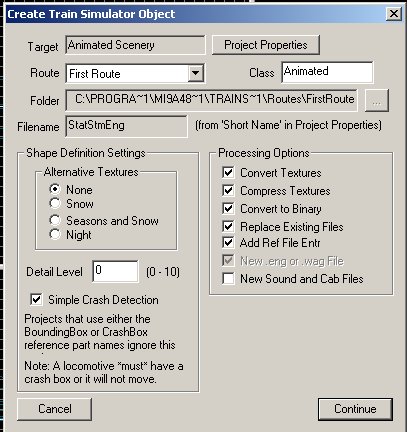 Create Train Simulator Object
Target Animated Scenery Project Properties
Route First Route Class Animated
Folder C:\PROGRA~1\MI9A48~1\TRAINS~1\Routes\FirstRoute ...
Filename StatStmEng (from 'Short Name' in Project Properties)
Shape Definition Settings
Alternative Textures
None
Snow
Seasons and Snow
Night
Detail Level 0 (0 - 10)
Simple Crash Detection
Projects that use either the
BoundingBox or CrashBox
reference part names ignore this
Note: A locomotive *must* have a
crash box or it will not move.
Processing Options
Convert Textures
Compress Textures
Convert to Binary
Replace Existing Files
Add Ref File Entr
New .eng or .wag File
New Sound and Cab Files
Cancel Continue